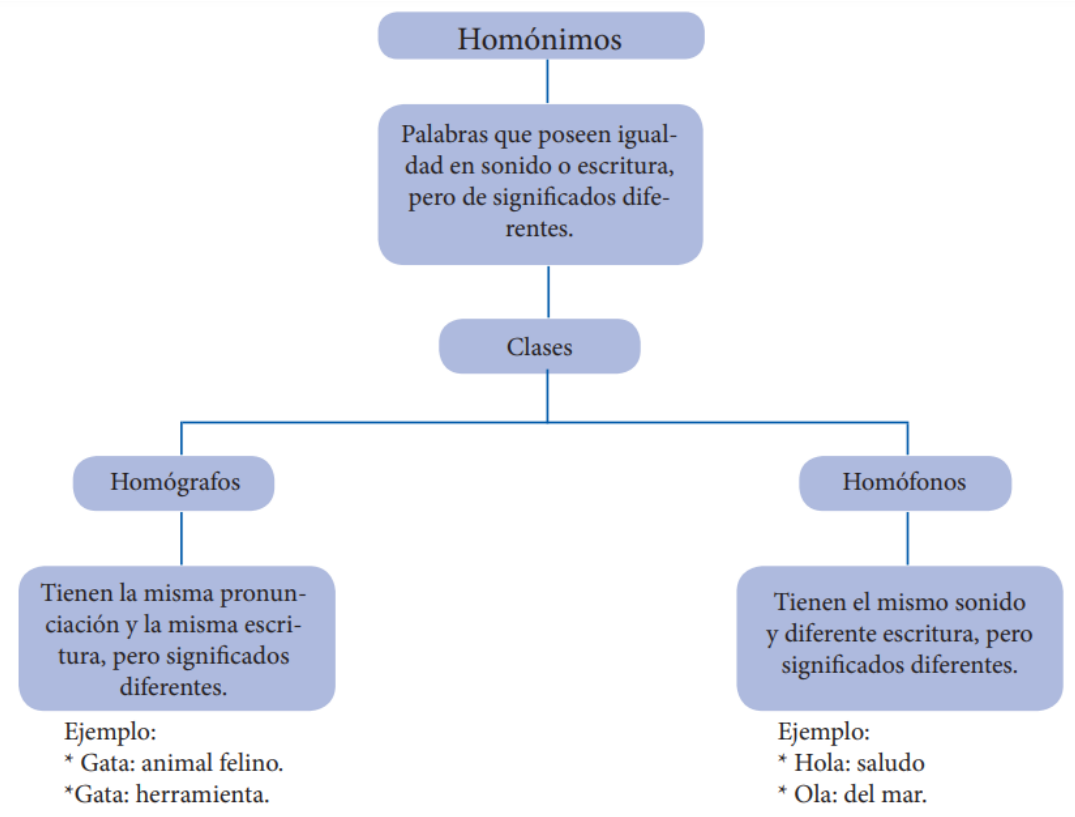 Homónimos
Palabras que poseen igual-
dad en sonido o escritura,
pero de significados dife-
rentes.
Clases
Homógrafos
Tienen la misma pronun-
ciación y la misma escri-
tura, pero significados
diferentes.
Ejemplo:
* Gata: animal felino.
*Gata: herramienta.
Homófonos
Tienen el mismo sonido
y diferente escritura, pero
significados diferentes.
Ejemplo:
* Hola: saludo
* Ola: del mar.